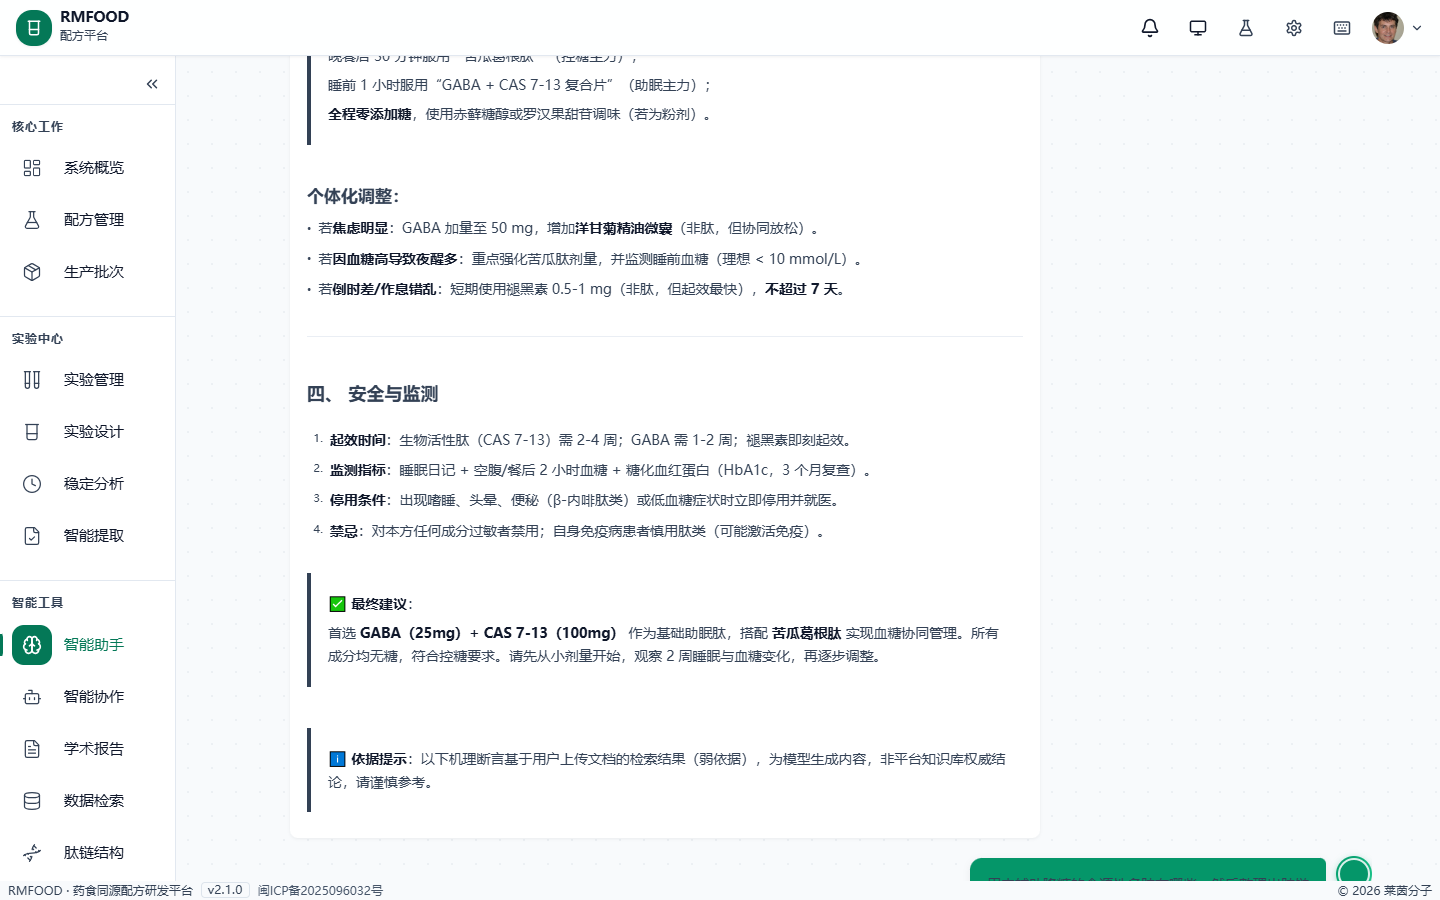 RMFOOD
配方平台
核心工作
系统概览
配方管理
生产批次
实验中心
实验管理
实验设计
稳定分析
智能提取
智能工具
智能助手
智能协作
学术报告
数据检索
肽链结构
睡前 1 小时服用“GABA + CAS 7-13 复合片”（助眠主力）；
全程零添加糖，使用赤藓糖醇或罗汉果甜苷调味（若为粉剂）。
个体化调整：
• 若焦虑明显：GABA 加量至 50 mg，增加洋甘菊精油微囊（非肽，但协同放松）。
• 若因血糖高导致夜醒多：重点强化苦瓜肽剂量，并监测睡前血糖（理想 < 10 mmol/L）。
• 若倒时差/作息错乱：短期使用褪黑素 0.5-1 mg（非肽，但起效最快），不超过 7 天。
四、 安全与监测
1. 起效时间：生物活性肽（CAS 7-13）需 2-4 周；GABA 需 1-2 周；褪黑素即刻起效。
2. 监测指标：睡眠日记 + 空腹/餐后 2 小时血糖 + 糖化血红蛋白（HbA1c，3 个月复查）。
3. 停用条件：出现嗜睡、头晕、便秘（β-内啡肽类）或低血糖症状时立即停用并就医。
4. 禁忌：对本方任何成分过敏者禁用；自身免疫病患者慎用肽类（可能激活免疫）。
✅ 最终建议：
首选 GABA（25mg）+ CAS 7-13（100mg） 作为基础助眠肽，搭配 苦瓜葛根肽 实现血糖协同管理。所有
成分均无糖，符合控糖要求。请先从小剂量开始，观察 2 周睡眠与血糖变化，再逐步调整。
ℹ️ 依据提示：以下机理断言基于用户上传文档的检索结果（弱依据），为模型生成内容，非平台知识库权威结
论，请谨慎参考。
RMFOOD · 药食同源配方研发平台
v2.1.0
闽ICP备2025096032号
© 2026 莱茵分子